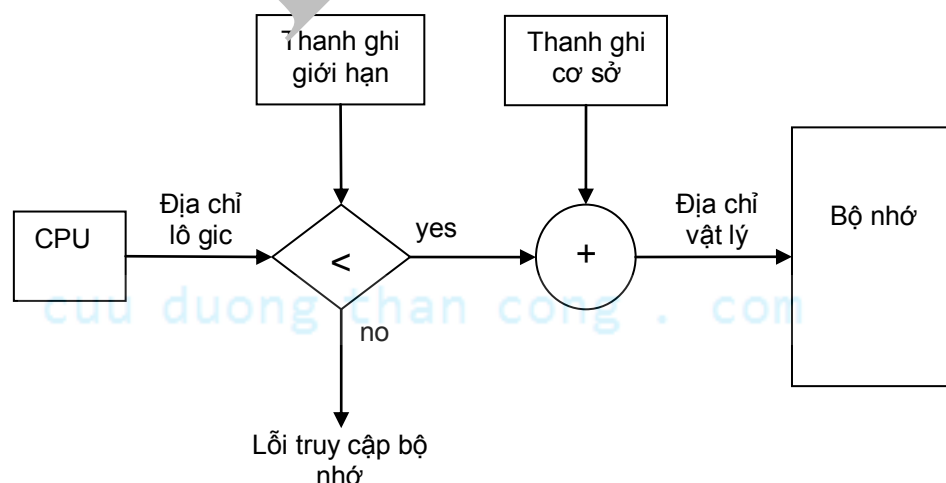 Thanh ghi
giới hạn
Thanh ghi
cơ sở
Địa chỉ
lô gic
CPU
<
yes
+
Địa chỉ
vật lý
Bộ nhớ
cuu duong than cong . com
no
Lỗi truy cập bộ
nhớ